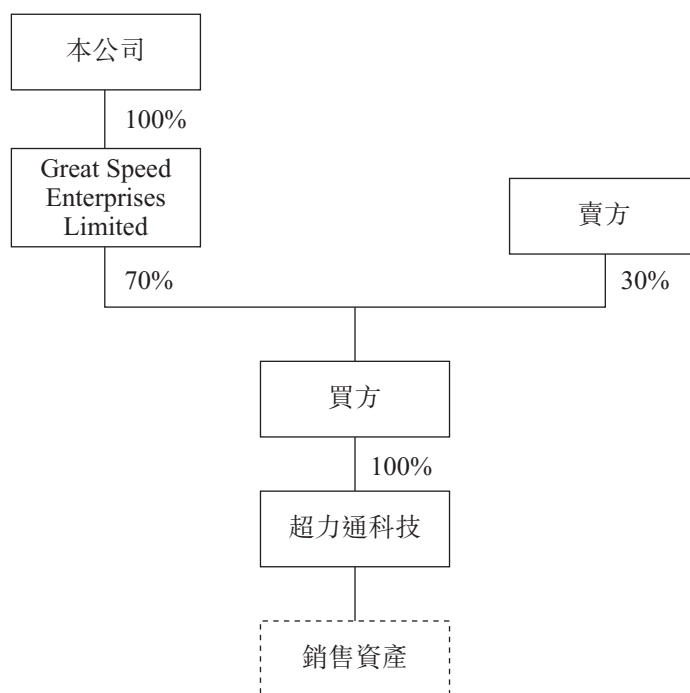 本公司
100%
Great Speed
Enterprises
Limited
賣方
70%
30%
買方
100%
超力通科技
銷售資產